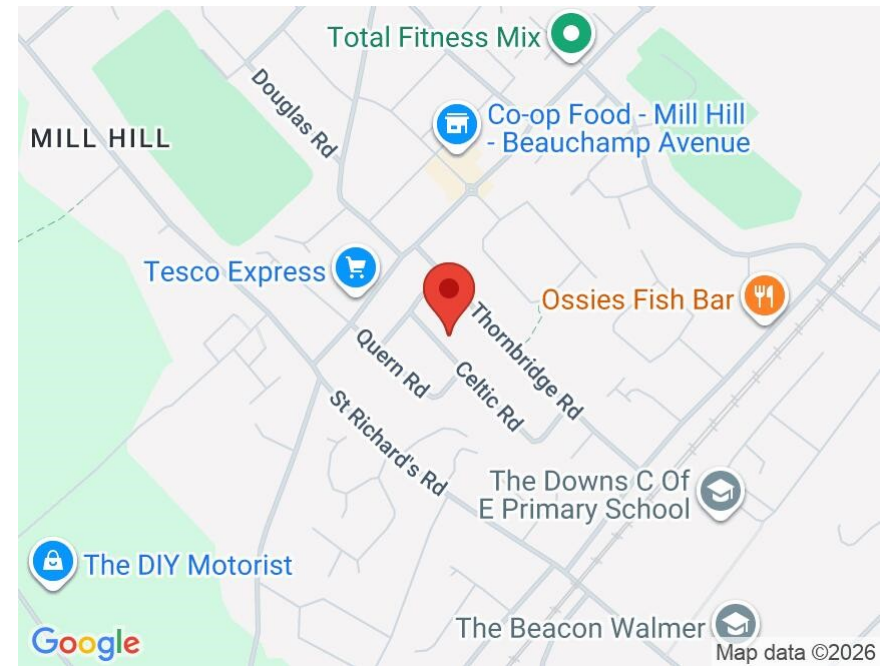 Total Fitness Mix
Douglas Rd
Co-op Food - Mill Hill
- Beauchamp Avenue
MILL HILL
Tesco Express
Ossies Fish Bar
Thornbridge Rd
Quern Rd
Celtic Rd
St Richard's Rd
The Downs C Of
E Primary School
The DIY Motorist
The Beacon Walmer
Google
Map data ©2026